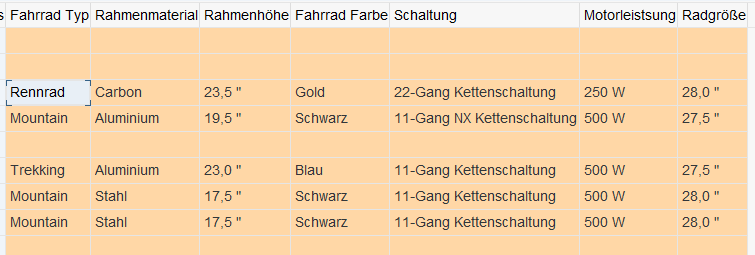 s Fahrrad Typ Rahmenmaterial Rahmenhöhe Fahrrad Farbe Schaltung Motorleistsung Radgröße
Rennrad Carbon 23,5 " Gold 22-Gang Kettenschaltung 250 W 28,0 "
Mountain Aluminium 19,5 " Schwarz 11-Gang NX Kettenschaltung 500 W 27,5 "
Trekking Aluminium 23,0 " Blau 11-Gang Kettenschaltung 500 W 27,5 "
Mountain Stahl 17,5 " Schwarz 11-Gang Kettenschaltung 500 W 28,0 "
Mountain Stahl 17,5 " Schwarz 11-Gang Kettenschaltung 500 W 28,0 "